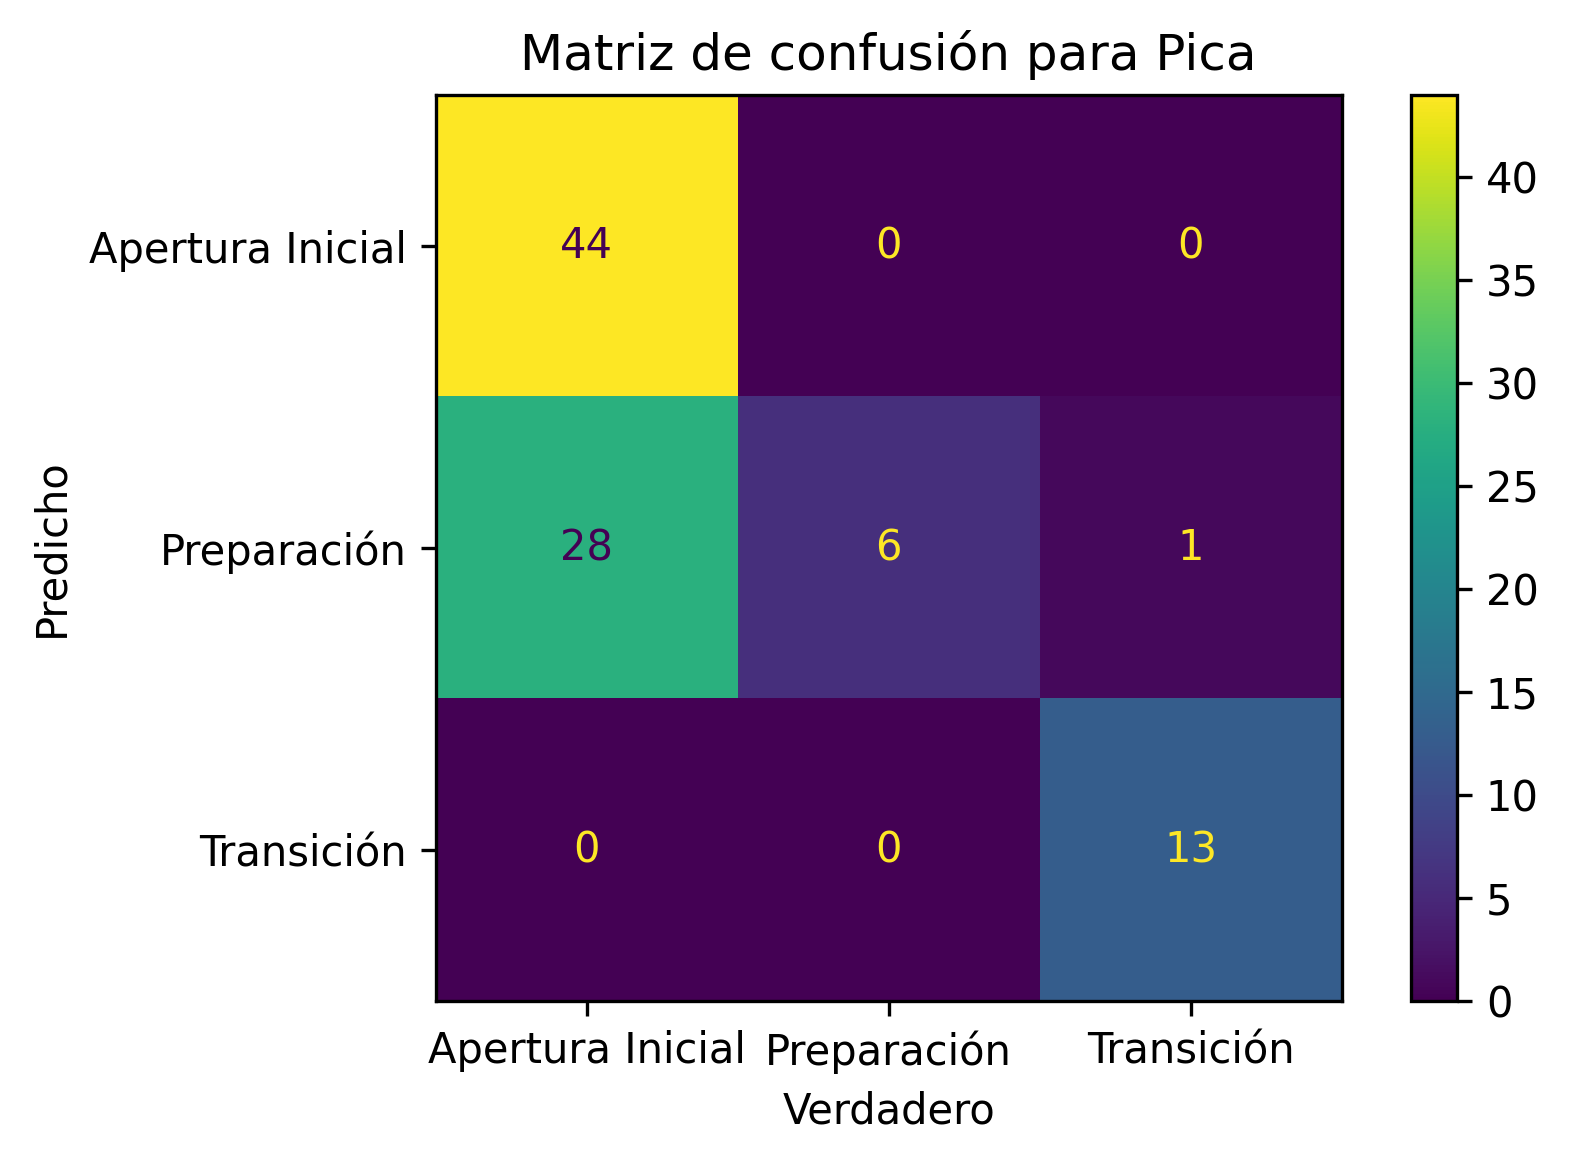 Matriz de confusión para Pica
Predicho
Apertura Inicial
44 0 0
Preparación
28 6 1
Transición
0 0 13
Apertura Inicial Preparación Transición
Verdadero
40
35
30
25
20
15
10
5
0